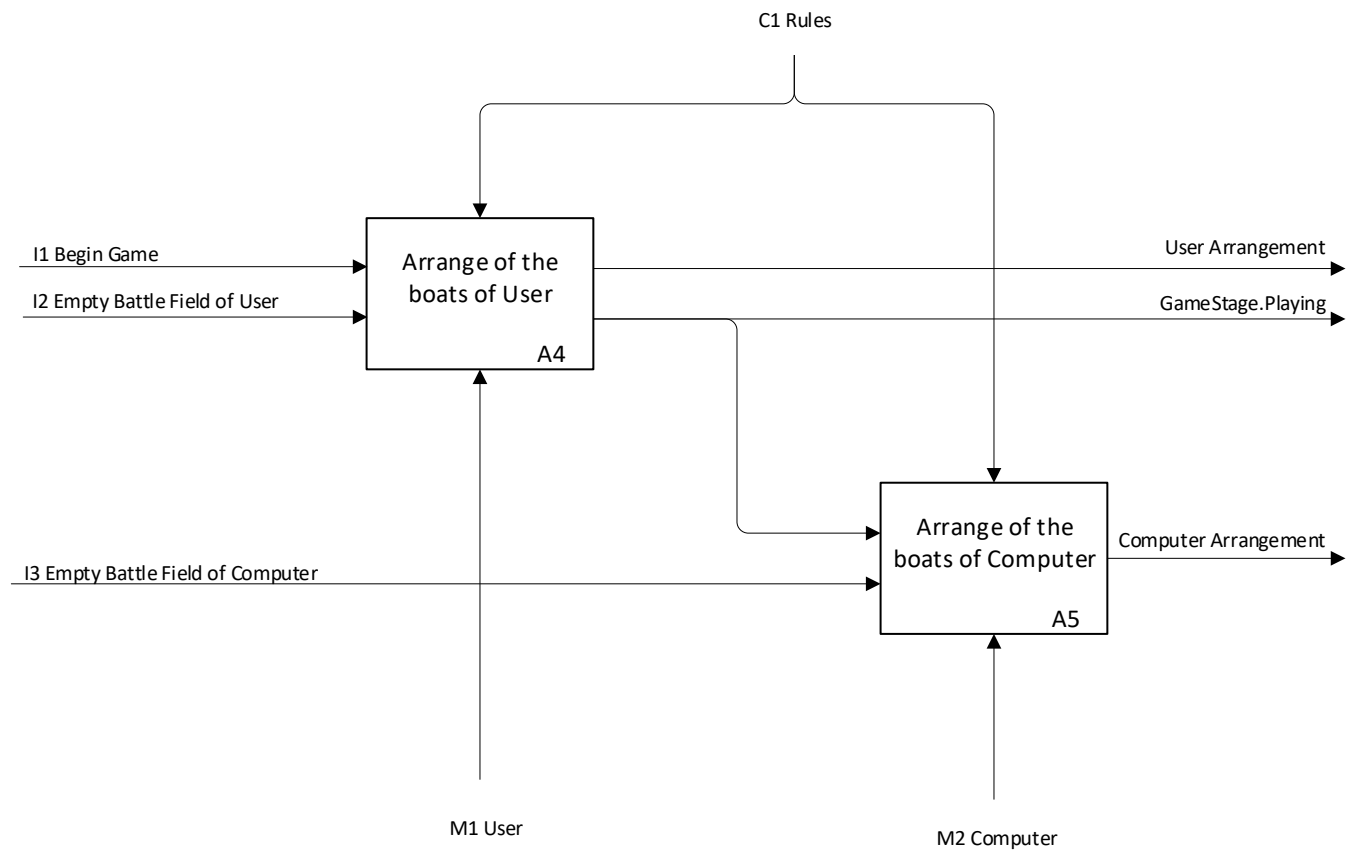 C1 Rules
I1 Begin Game
I2 Empty Battle Field of User
Arrange of the
boats of User
A4
User Arrangement
GameStage.Playing
I3 Empty Battle Field of Computer
Arrange of the
boats of Computer
A5
Computer Arrangement
M1 User
M2 Computer